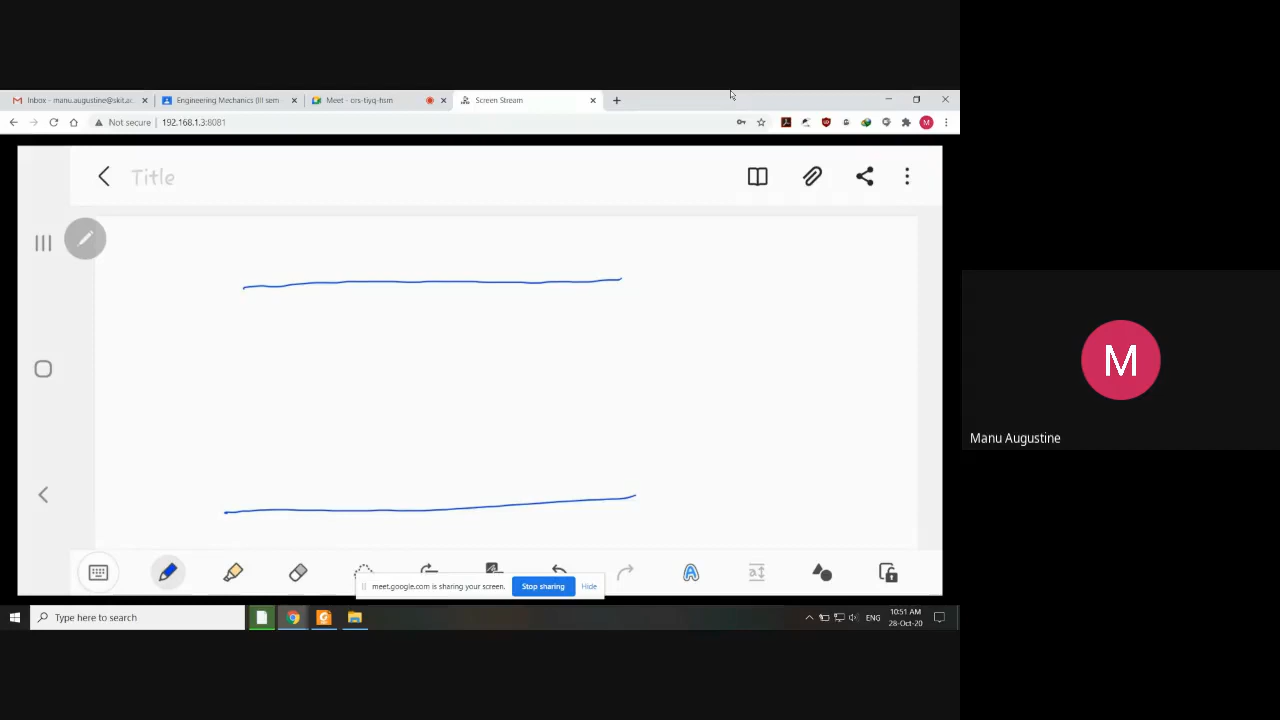 Inbox - manu.augustine@skit.ac.
Engineering Mechanics (III sem
Meet - crs-tiyq-hsm
Screen Stream
Not secure | 192.168.1.3:8081
Title
M
Manu Augustine
meet.google.com is sharing your screen.
Stop sharing
Hide
Type here to search
ENG
10:51 AM
28-Oct-20